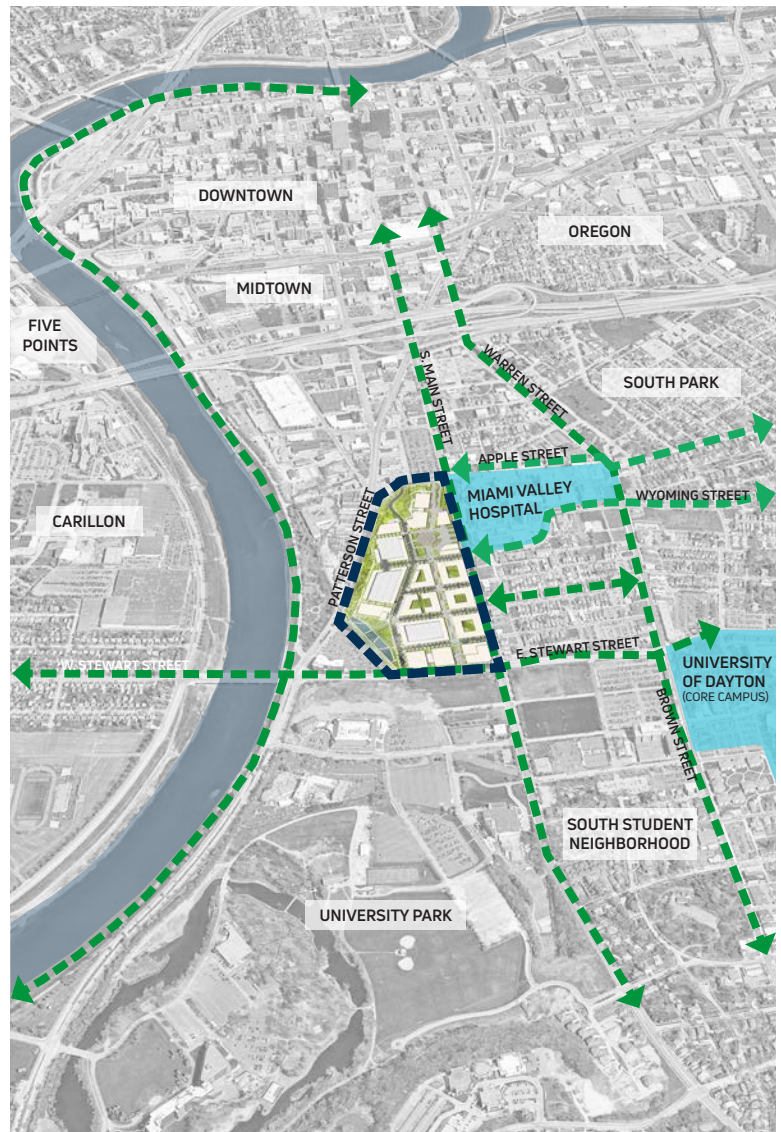 DOWNTOWN
OREGON
MIDTOWN
FIVE
POINTS
WARREN STREET
S. MAIN STREET
SOUTH PARK
APPLE STREET
MIAMI VALLEY
HOSPITAL
WYOMING STREET
PATTERSON STREET
CARILLON
E. STEWART STREET
W. STEWART STREET
UNIVERSITY
OF DAYTON
(CORE CAMPUS)
BROWN STREET
SOUTH STUDENT
NEIGHBORHOOD
UNIVERSITY PARK